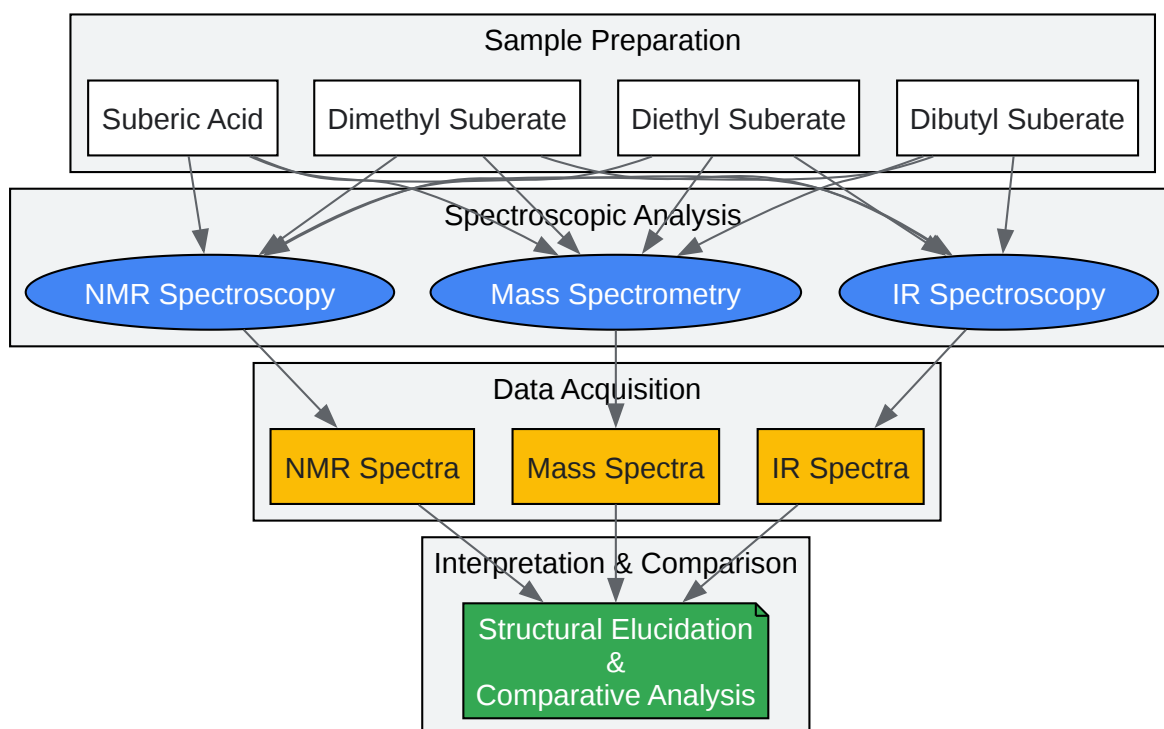 Sample Preparation
Suberic Acid
Dimethyl Suberate
Diethyl Suberate
Dibutyl Suberate
Spectroscopic Analysis
NMR Spectroscopy
Mass Spectrometry
IR Spectroscopy
Data Acquisition
NMR Spectra
Mass Spectra
IR Spectra
Interpretation & Comparison
Structural Elucidation
&
Comparative Analysis